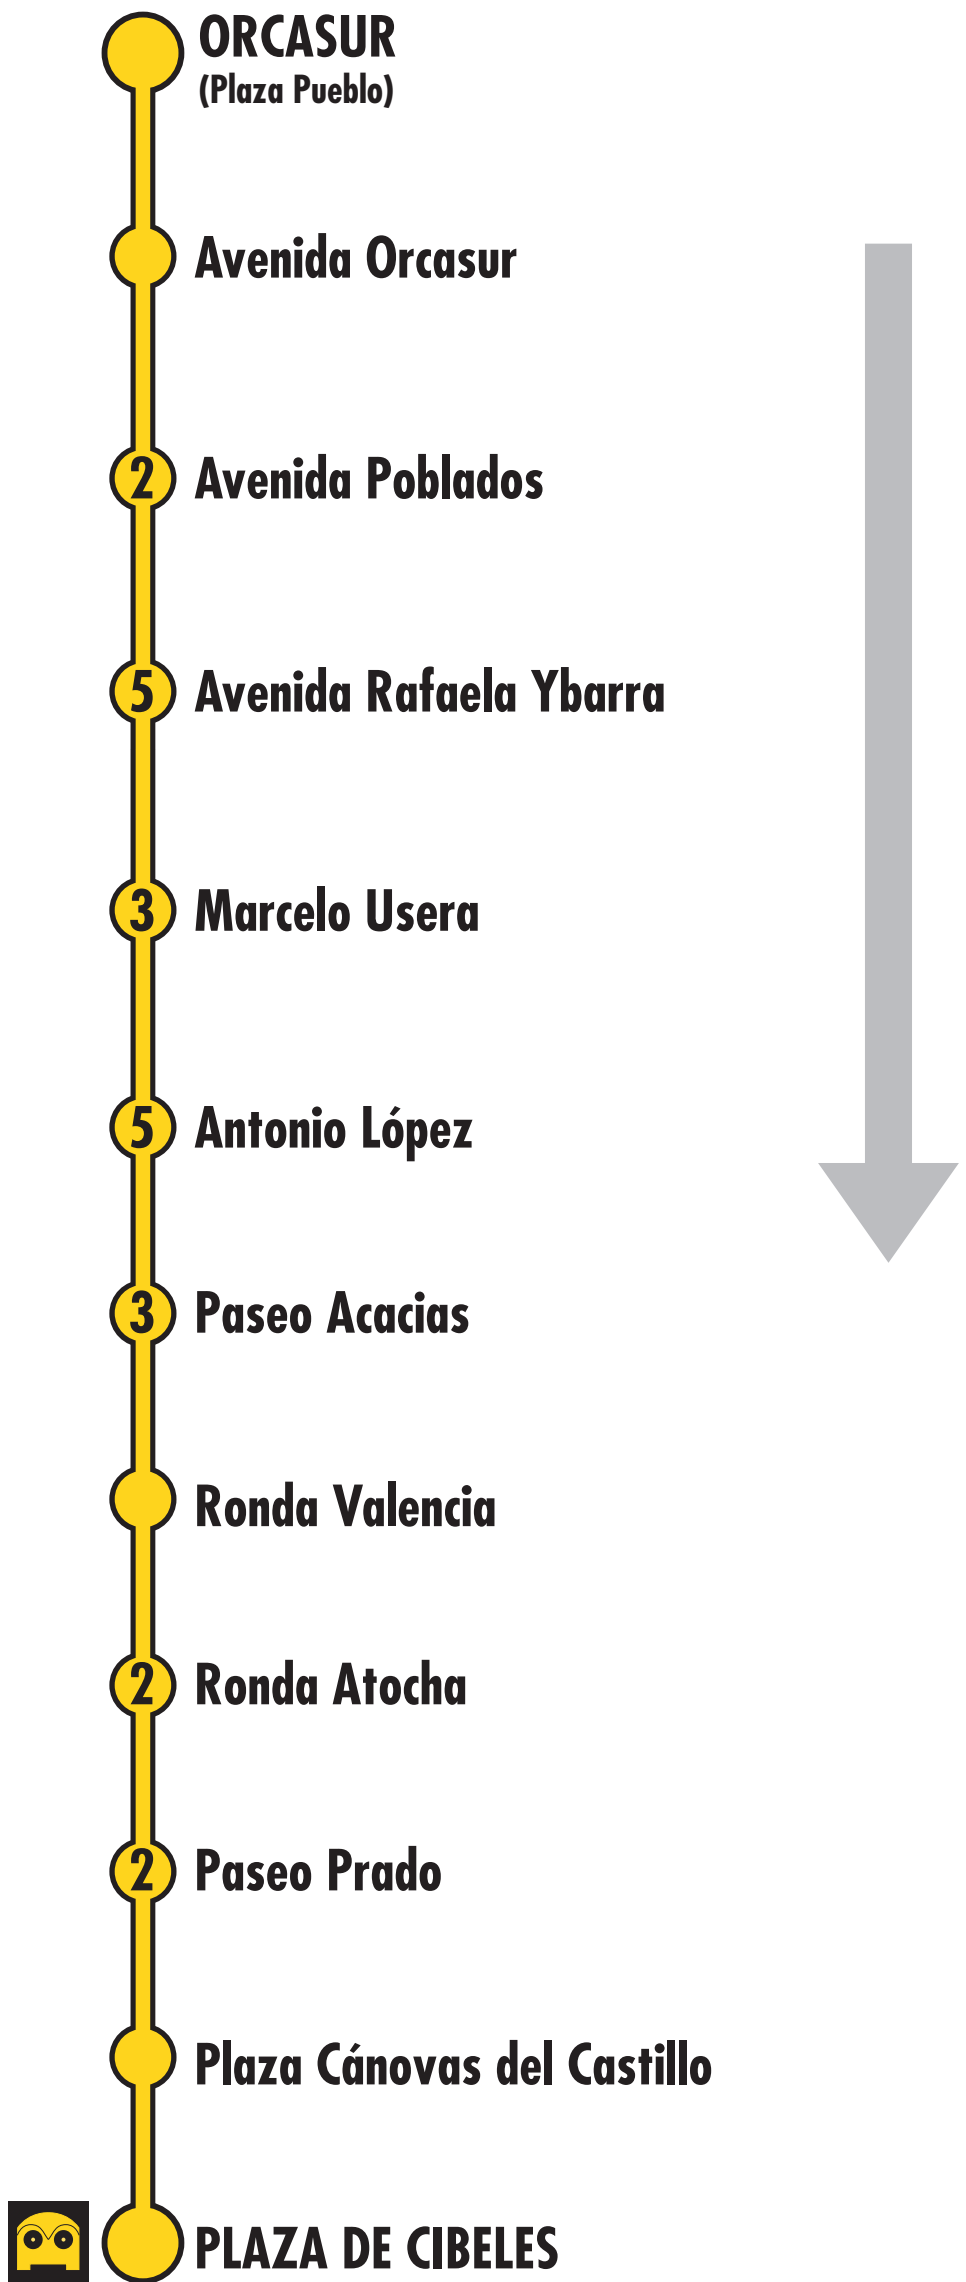 ORCASUR
(Plaza Pueblo)
Avenida Orcasur
2 Avenida Poblados
5 Avenida Rafaela Ybarra
3 Marcelo Usera
5 Antonio López
3 Paseo Acacias
Ronda Valencia
2 Ronda Atocha
2 Paseo Prado
Plaza Cánovas del Castillo
PLAZA DE CIBELES